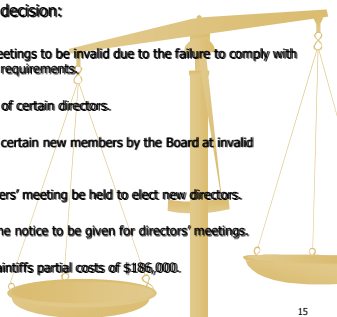 decision:
eetings to be invalid due to the failure to comply with
requirements.
of certain directors.
certain new members by the Board at invalid
ers' meeting be held to elect new directors.
he notice to be given for directors' meetings.
aintiffs partial costs of $186,000.
15